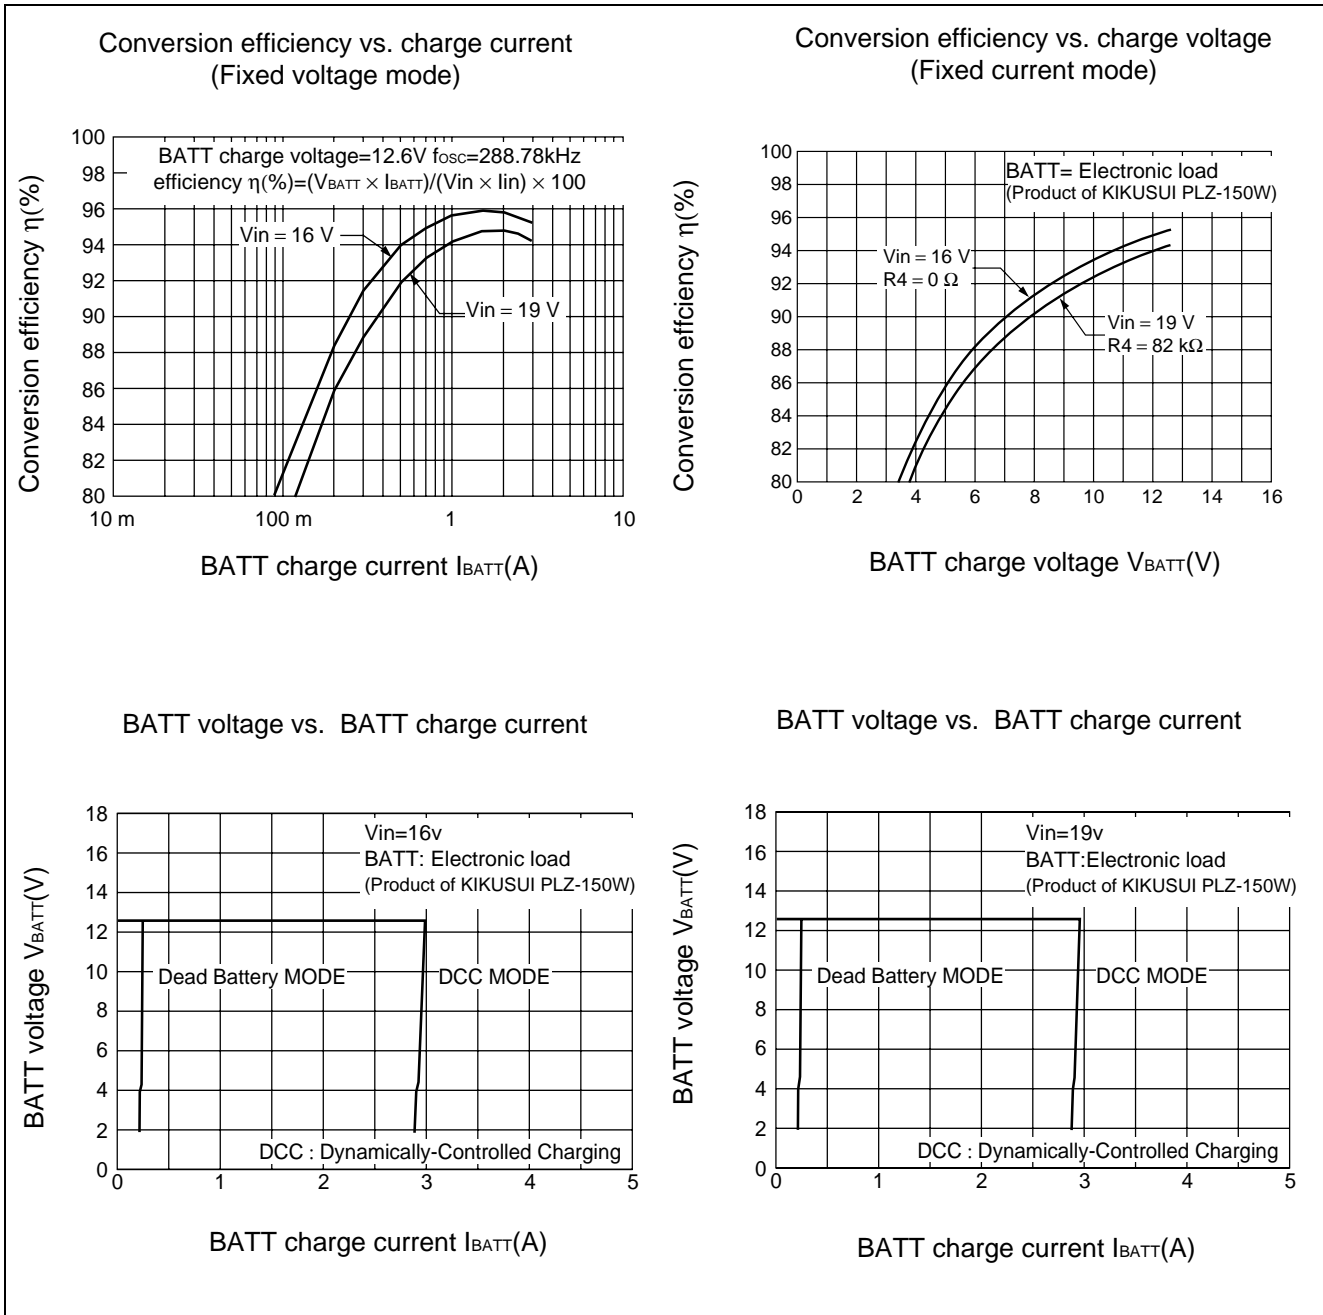 Conversion efficiency vs. charge current
(Fixed voltage mode)
100
98
96
94
92
90
88
86
84
82
80
BATT charge voltage=12.6V fOSC=288.78kHz
efficiency η(%)=(VBATT × IBATT)/(Vin × Iin) × 100
Vin = 16 V
Vin = 19 V
10 m
100 m
1
10
Conversion efficiency η(%)
BATT charge current IBATT(A)
Conversion efficiency vs. charge voltage
(Fixed current mode)
100
98
96
94
92
90
88
86
84
82
80
BATT= Electronic load
(Product of KIKUSUI PLZ-150W)
Vin = 16 V
R4 = 0 Ω
Vin = 19 V
R4 = 82 kΩ
0 2 4 6 8 10 12 14 16
Conversion effciency η(%)
BATT charge voltage VBATT(V)
BATT voltage vs. BATT charge current
18
16
14
12
10
8
6
4
2
0
Vin=16v
BATT: Electronic load
(Product of KIKUSUI PLZ-150W)
Dead Battery MODE
DCC MODE
DCC : Dynamically-Controlled Charging
0 1 2 3 4 5
BATT voltage VBATT(V)
BATT charge current IBATT(A)
BATT voltage vs. BATT charge current
18
16
14
12
10
8
6
4
2
0
Vin=19v
BATT:Electronic load
(Product of KIKUSUI PLZ-150W)
Dead Battery MODE
DCC MODE
DCC : Dynamically-Controlled Charging
0 1 2 3 4 5
BATT voltage VBATT(V)
BATT charge current IBATT(A)